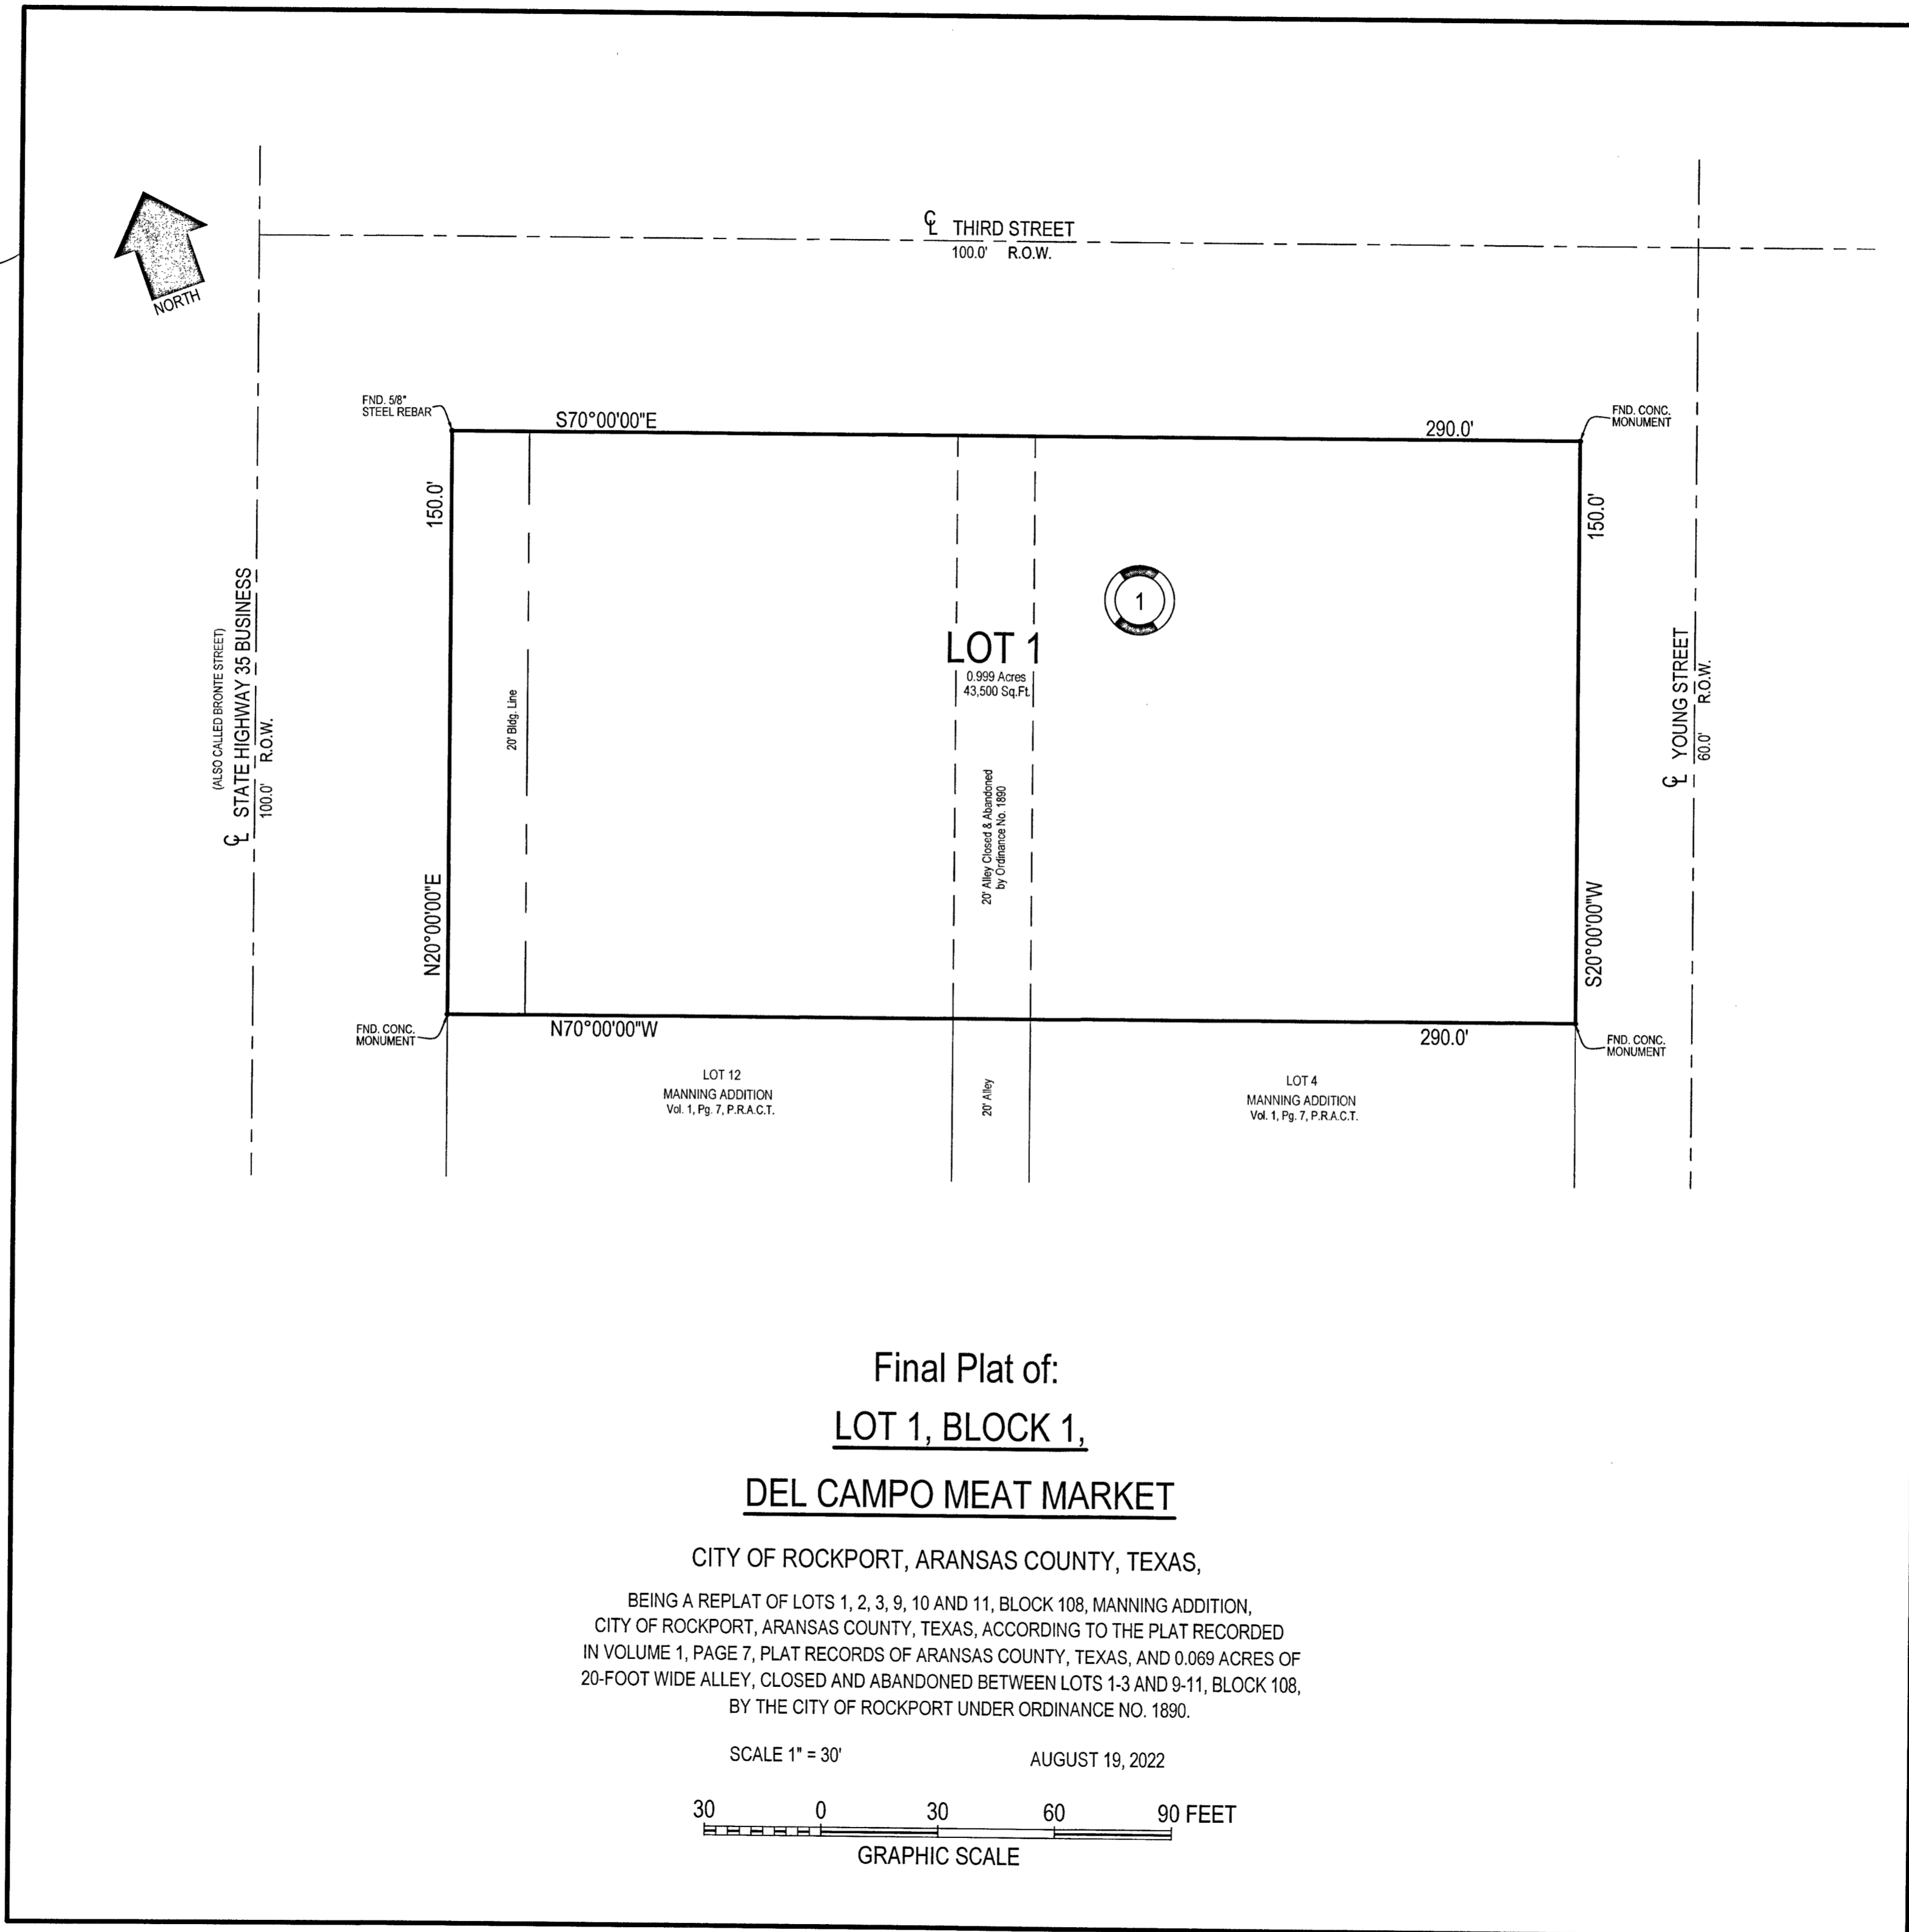 NORTH
℄ THIRD STREET
100.0' R.O.W.
FND. 5/8"
STEEL REBAR
S70°00'00"E
290.0'
FND. CONC.
MONUMENT
150.0'
150.0'
(ALSO CALLED BRONTE STREET)
℄ STATE HIGHWAY 35 BUSINESS
100.0' R.O.W.
20' Bldg. Line
1
LOT 1
0.999 Acres
43,500 Sq.Ft.
20' Alley Closed & Abandoned
by Ordinance No. 1890
℄ YOUNG STREET
60.0' R.O.W.
N20°00'00"E
S20°00'00"W
FND. CONC.
MONUMENT
N70°00'00"W
290.0'
FND. CONC.
MONUMENT
LOT 12
MANNING ADDITION
Vol. 1, Pg. 7, P.R.A.C.T.
20' Alley
LOT 4
MANNING ADDITION
Vol. 1, Pg. 7, P.R.A.C.T.
Final Plat of:
LOT 1, BLOCK 1,
DEL CAMPO MEAT MARKET
CITY OF ROCKPORT, ARANSAS COUNTY, TEXAS,
BEING A REPLAT OF LOTS 1, 2, 3, 9, 10 AND 11, BLOCK 108, MANNING ADDITION,
CITY OF ROCKPORT, ARANSAS COUNTY, TEXAS, ACCORDING TO THE PLAT RECORDED
IN VOLUME 1, PAGE 7, PLAT RECORDS OF ARANSAS COUNTY, TEXAS, AND 0.069 ACRES OF
20-FOOT WIDE ALLEY, CLOSED AND ABANDONED BETWEEN LOTS 1-3 AND 9-11, BLOCK 108,
BY THE CITY OF ROCKPORT UNDER ORDINANCE NO. 1890.
SCALE 1" = 30' AUGUST 19, 2022
30 0 30 60 90 FEET
GRAPHIC SCALE